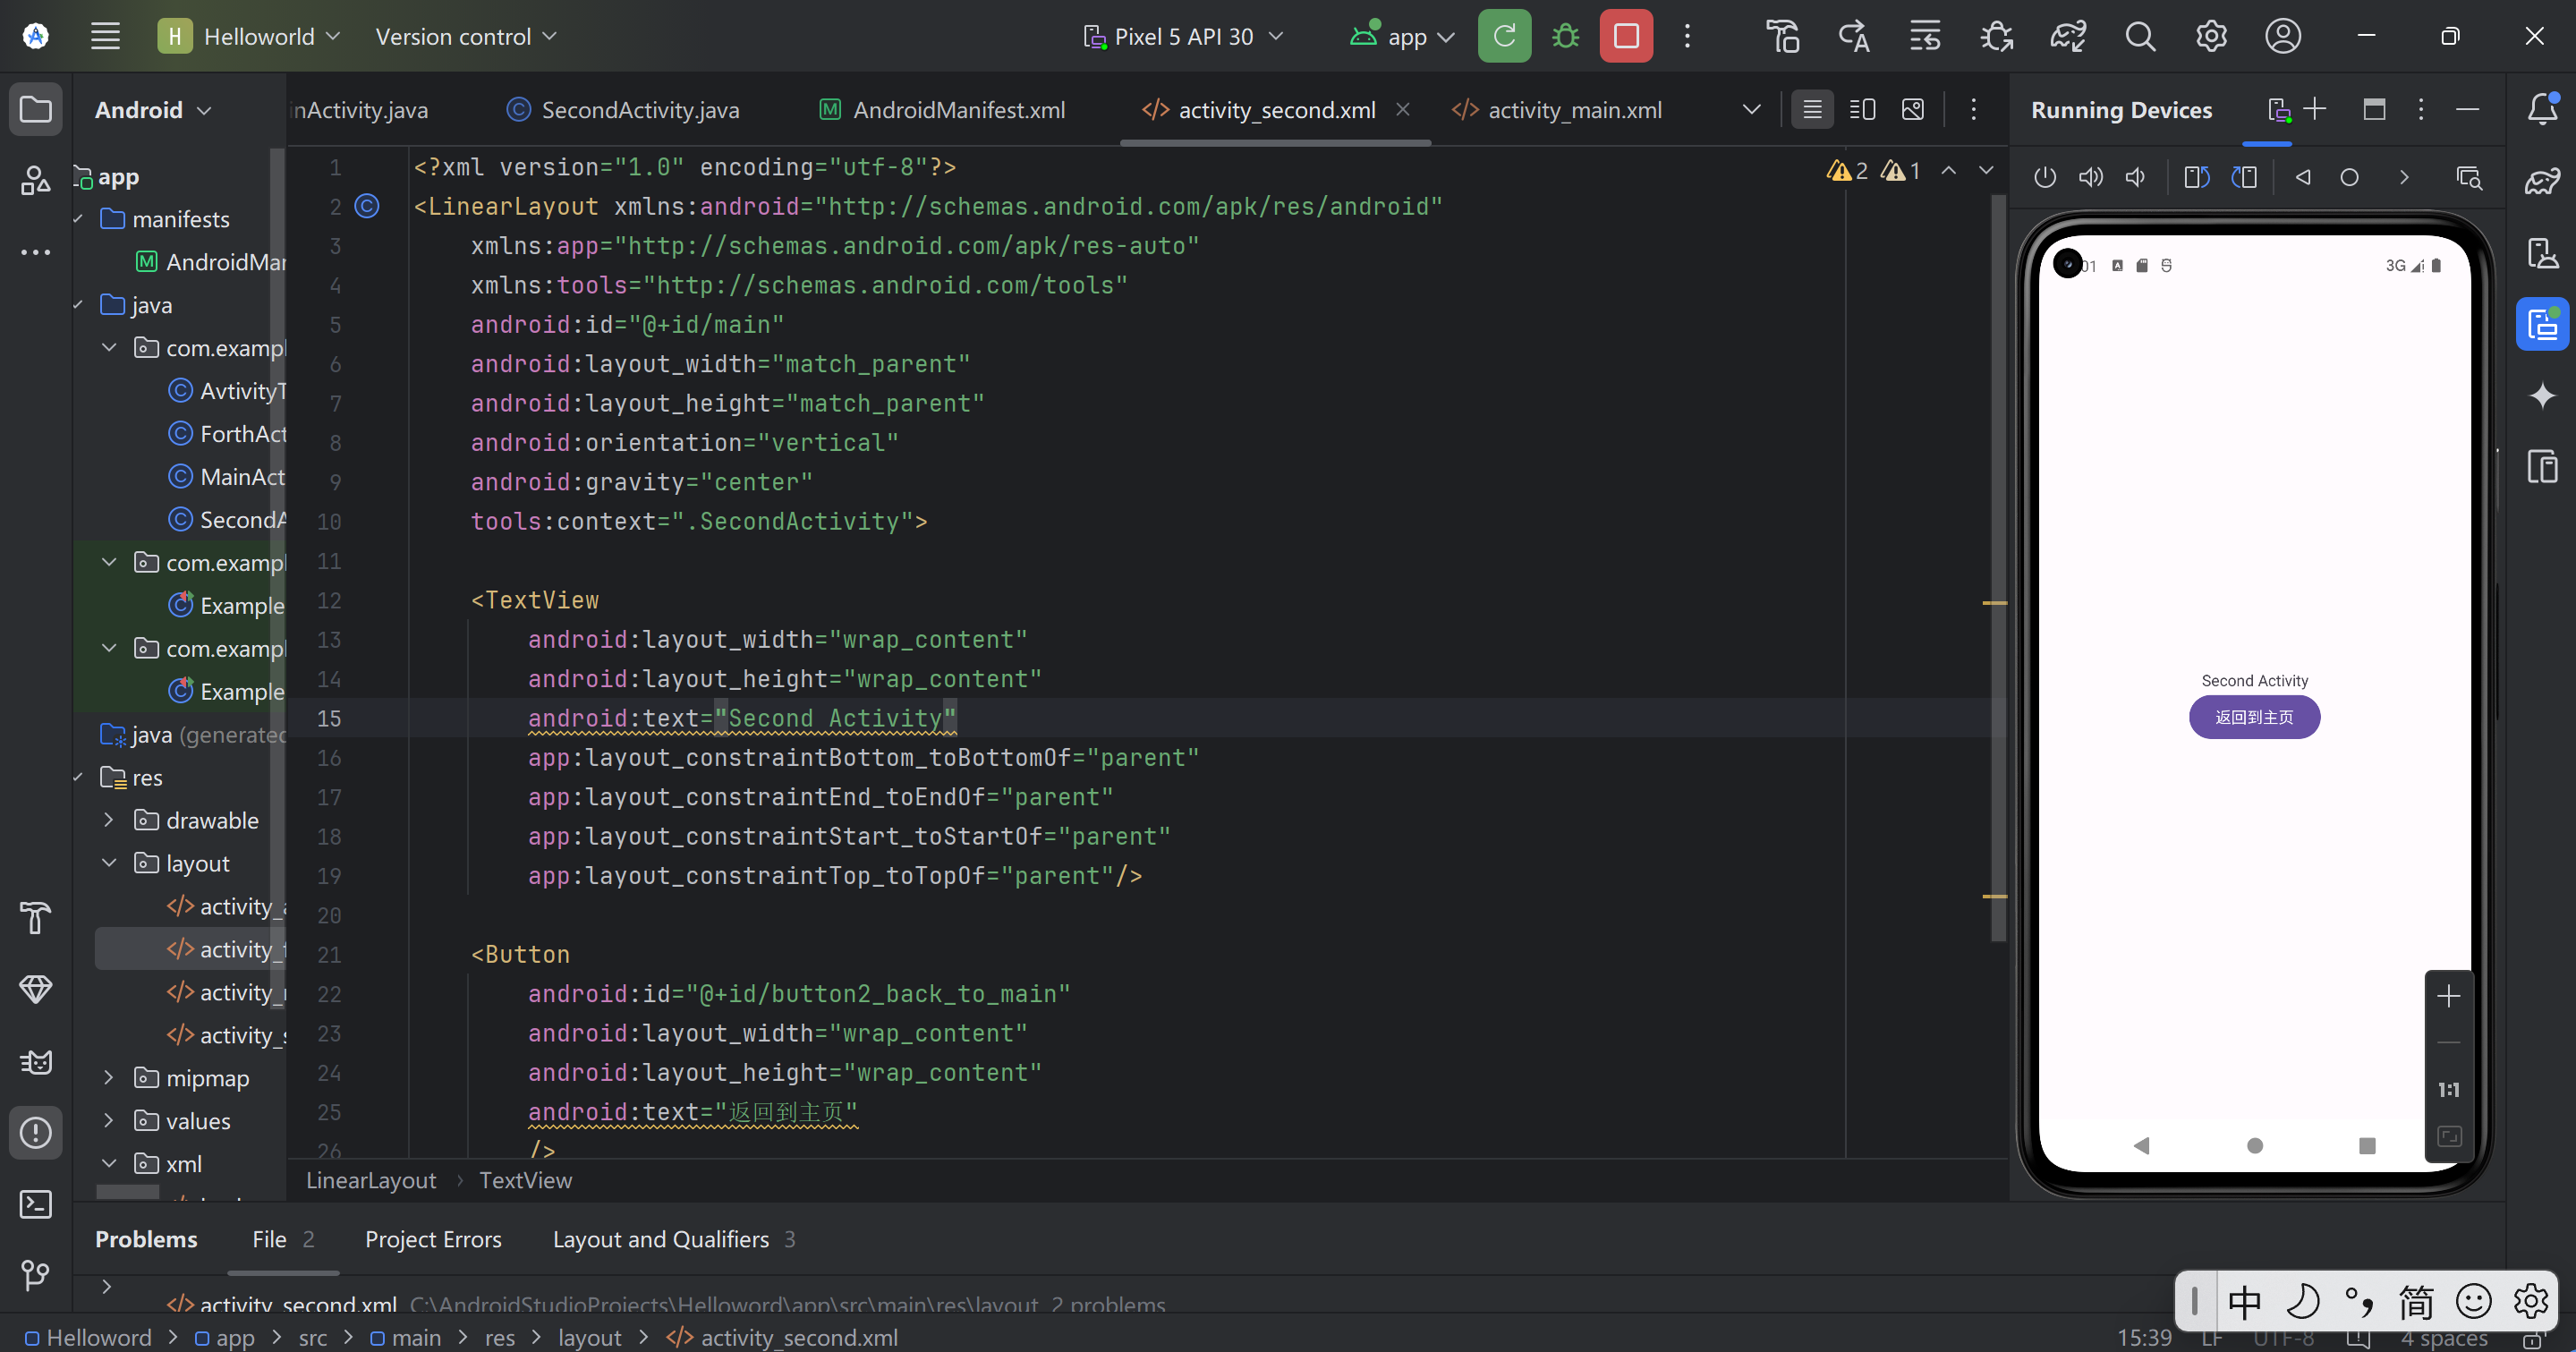 H Helloworld Version control Pixel 5 API 30 app
Android
nActivity.java SecondActivity.java AndroidManifest.xml activity_second.xml activity_main.xml
Running Devices
app
manifests
AndroidMan
java
com.exampl
AvtivityT
ForthAct
MainAct
SecondA
com.exampl
Example
com.exampl
Example
java (generated
res
drawable
layout
activity_a
activity_f
activity_
activity_s
mipmap
values
xml
2 1
1 <?xml version="1.0" encoding="utf-8"?>
2 <LinearLayout xmlns:android="http://schemas.android.com/apk/res/android"
3 xmlns:app="http://schemas.android.com/apk/res-auto"
4 xmlns:tools="http://schemas.android.com/tools"
5 android:id="@+id/main"
6 android:layout_width="match_parent"
7 android:layout_height="match_parent"
8 android:orientation="vertical"
9 android:gravity="center"
10 tools:context=".SecondActivity">
11
12 <TextView
13 android:layout_width="wrap_content"
14 android:layout_height="wrap_content"
15 android:text="Second Activity"
16 app:layout_constraintBottom_toBottomOf="parent"
17 app:layout_constraintEnd_toEndOf="parent"
18 app:layout_constraintStart_toStartOf="parent"
19 app:layout_constraintTop_toTopOf="parent"/>
20
21 <Button
22 android:id="@+id/button2_back_to_main"
23 android:layout_width="wrap_content"
24 android:layout_height="wrap_content"
25 android:text="返回到主页"
26 />
LinearLayout TextView
01 3G
Second Activity
返回到主页
1:1
Problems File 2 Project Errors Layout and Qualifiers 3
activity_second.xml C:\AndroidStudioProjects\Helloword\app\src\main\res\layout 2 problems
中 简
Helloword app src main res layout activity_second.xml 15:39 LF UTF-8 4 spaces